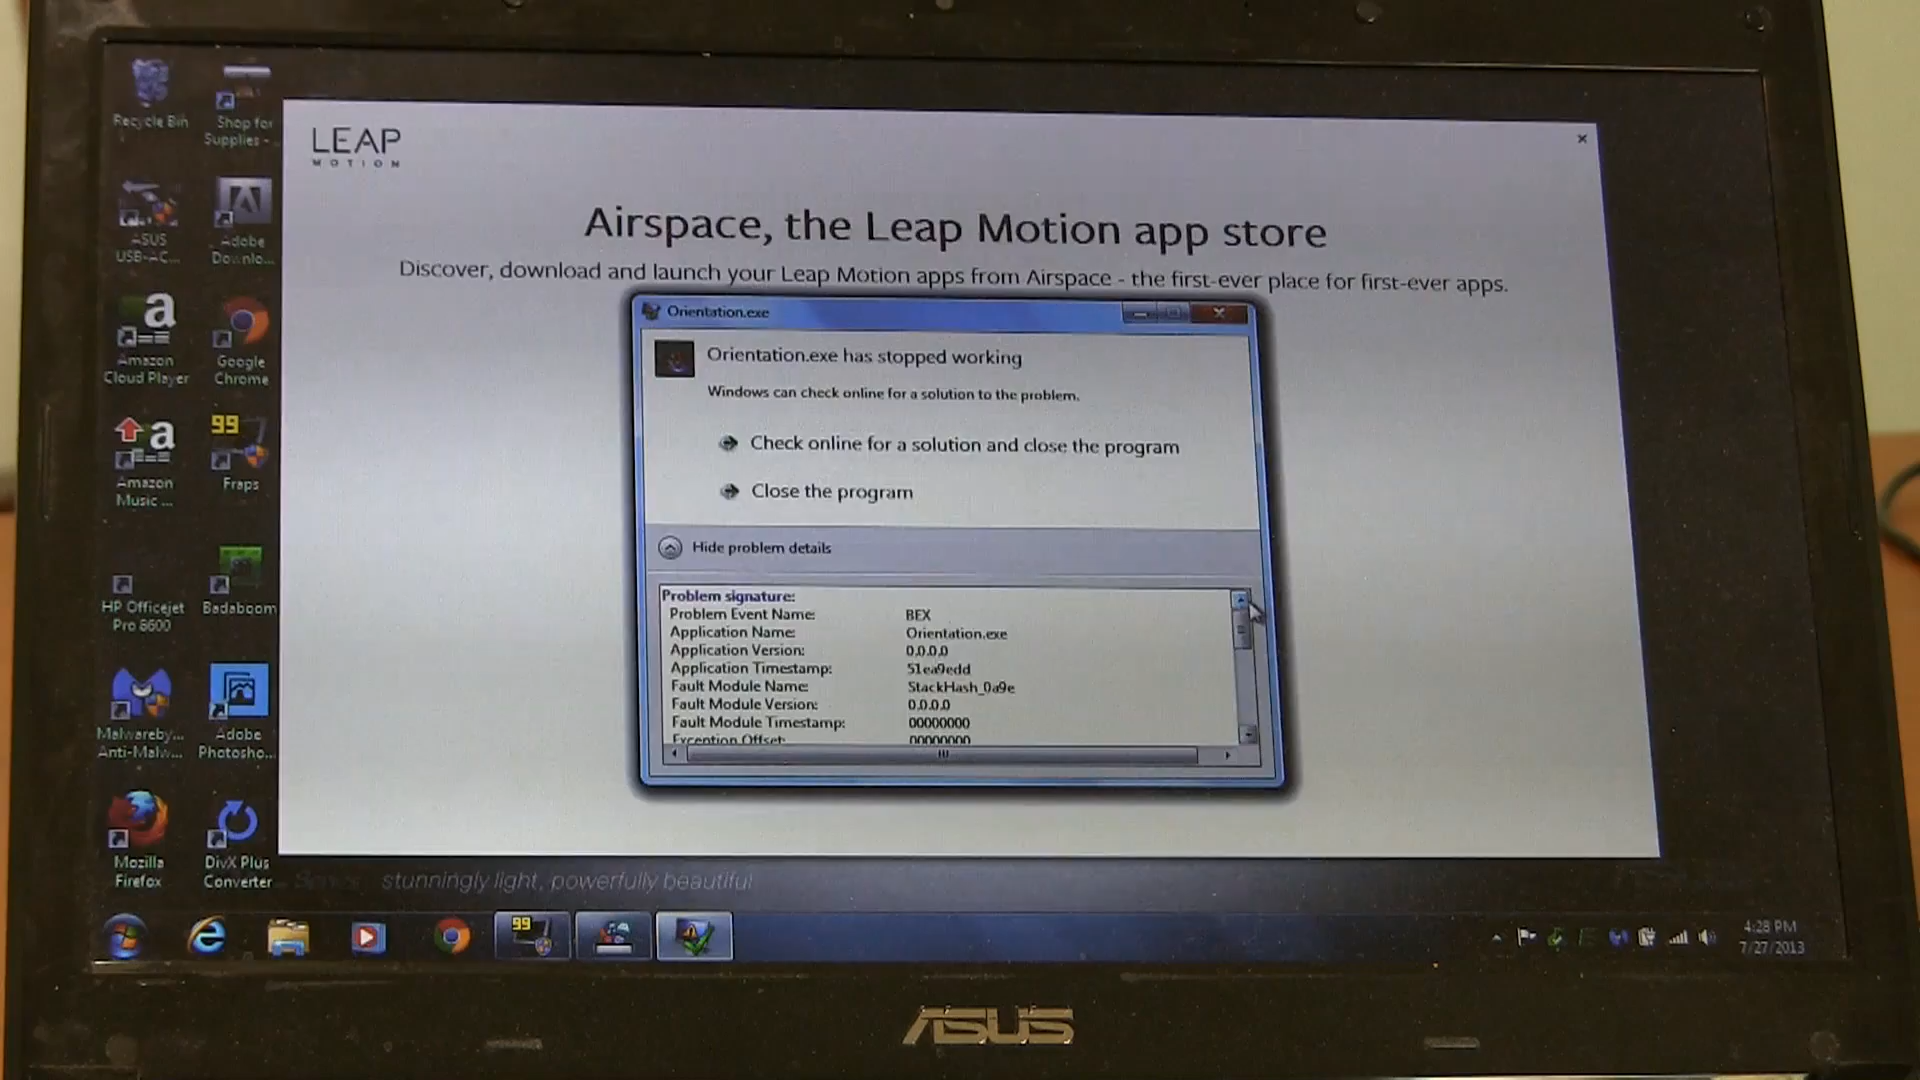 Recycle Bin
Shop for
Supplies -
ASUS
USB-AC...
Adobe
Downlo...
Amazon
Cloud Player
Google
Chrome
Amazon
Music ...
99
Fraps
HP Officejet
Pro 8600
Badaboom
Malwareby...
Anti-Malw...
Adobe
Photosho...
Mozilla
Firefox
DivX Plus
Converter
LEAP
MOTION
Airspace, the Leap Motion app store
Discover, download and launch your Leap Motion apps from Airspace - the first-ever place for first-ever apps.
Orientation.exe
Orientation.exe has stopped working
Windows can check online for a solution to the problem.
Check online for a solution and close the program
Close the program
Hide problem details
Problem signature:
Problem Event Name: BEX
Application Name: Orientation.exe
Application Version: 0.0.0.0
Application Timestamp: 51ea9edd
Fault Module Name: StackHash_0a9e
Fault Module Version: 0.0.0.0
Fault Module Timestamp: 00000000
Exception Offset: 00000000
stunningly light, powerfully beautiful
99
4:28 PM
7/27/2013
ASUS